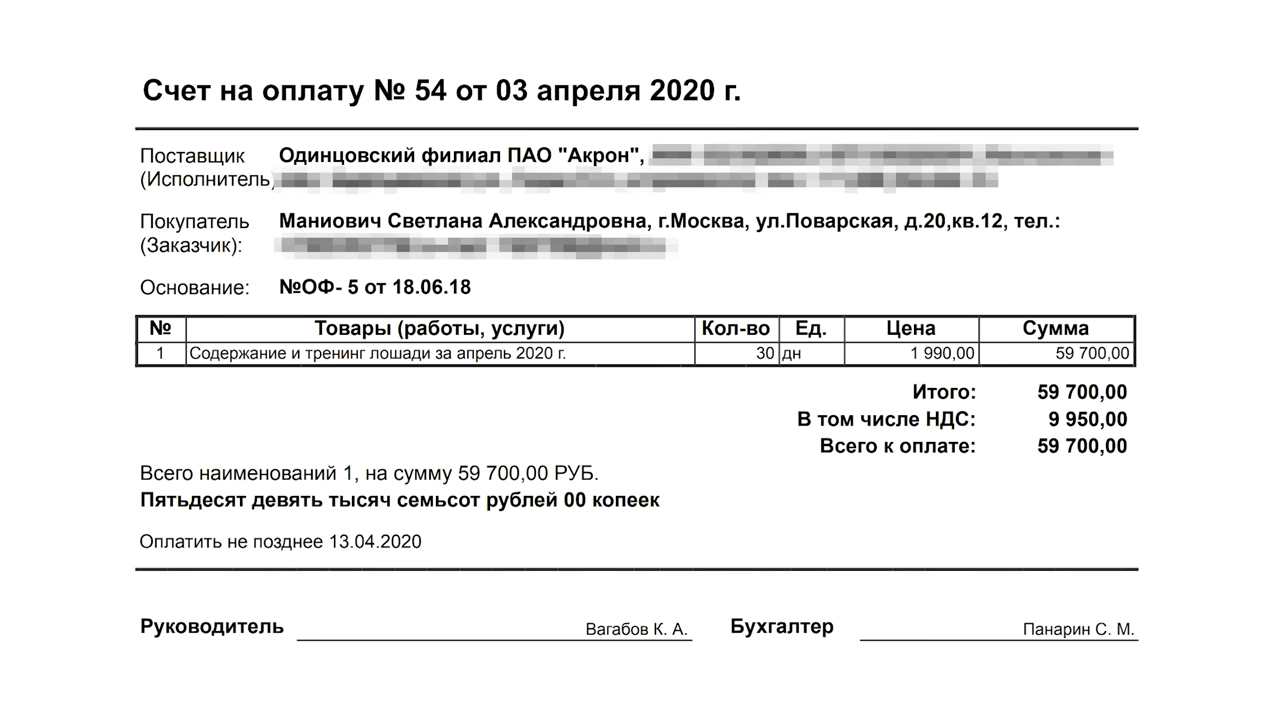 Счет на оплату № 54 от 03 апреля 2020 г.
Поставщик Одинцовский филиал ПАО "Акрон",
(Исполнитель)
Покупатель Маниович Светлана Александровна, г.Москва, ул.Поварская, д.20,кв.12, тел.:
(Заказчик):
Основание: №ОФ- 5 от 18.06.18
№ Товары (работы, услуги) Кол-во Ед. Цена Сумма
1 Содержание и тренинг лошади за апрель 2020 г. 30 дн 1 990,00 59 700,00
Итого: 59 700,00
В том числе НДС: 9 950,00
Всего к оплате: 59 700,00
Всего наименований 1, на сумму 59 700,00 РУБ.
Пятьдесят девять тысяч семьсот рублей 00 копеек
Оплатить не позднее 13.04.2020
Руководитель Вагабов К. А. Бухгалтер Панарин С. М.